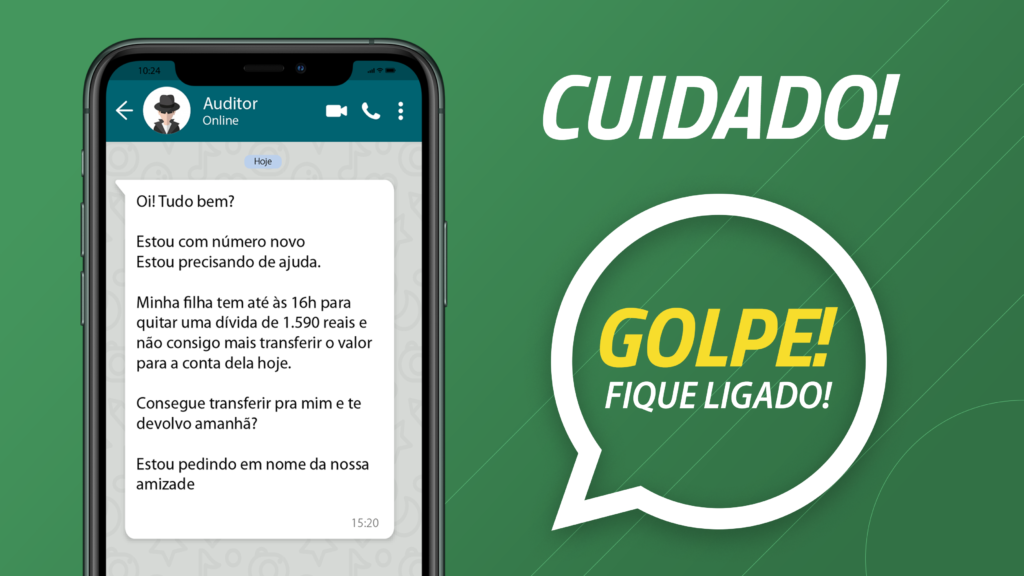 10:24
Auditor
Online
Hoje
Oi! Tudo bem?
Estou com número novo
Estou precisando de ajuda.
Minha filha tem até às 16h para
quitar uma dívida de 1.590 reais e
não consigo mais transferir o valor
para a conta dela hoje.
Consegue transferir pra mim e te
devolvo amanhã?
Estou pedindo em nome da nossa
amizade
15:20
CUIDADO!
GOLPE!
FIQUE LIGADO!